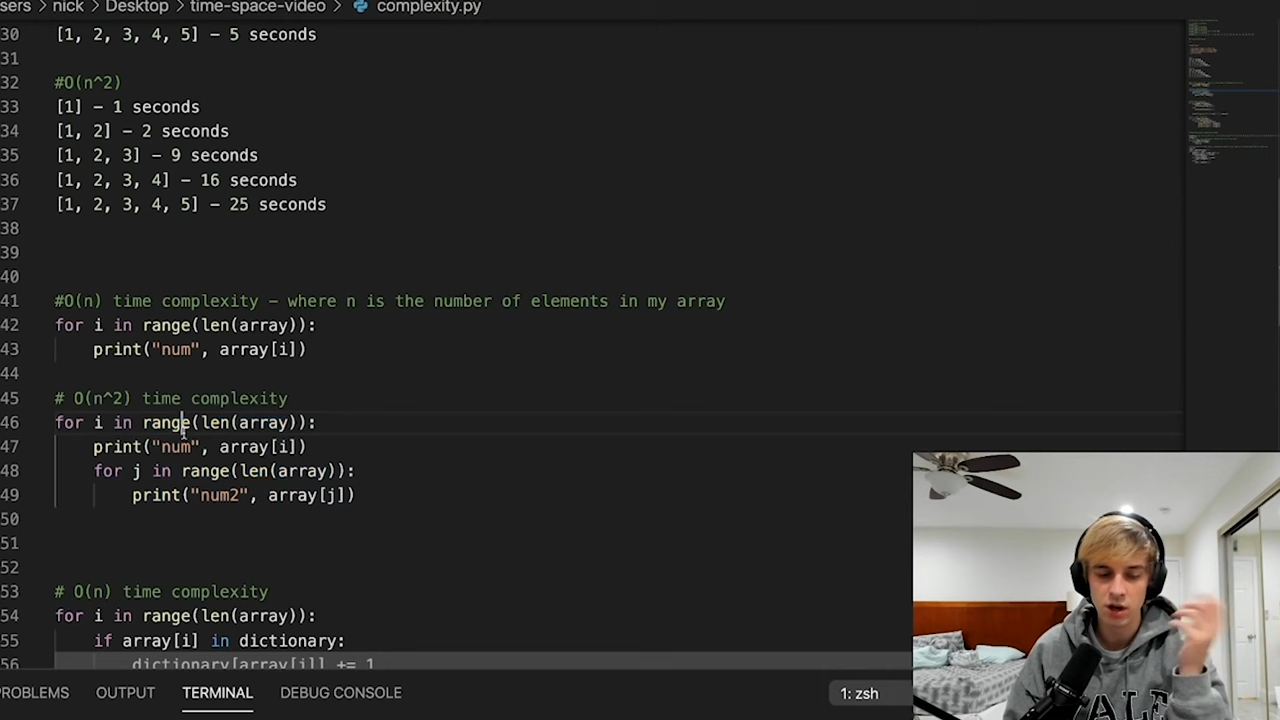 sers > nick > Desktop > time-space-video > complexity.py
30 [1, 2, 3, 4, 5] - 5 seconds
31
32 #O(n^2)
33 [1] - 1 seconds
34 [1, 2] - 2 seconds
35 [1, 2, 3] - 9 seconds
36 [1, 2, 3, 4] - 16 seconds
37 [1, 2, 3, 4, 5] - 25 seconds
38
39
40
41 #O(n) time complexity - where n is the number of elements in my array
42 for i in range(len(array)):
43 print("num", array[i])
44
45 # O(n^2) time complexity
46 for i in range(len(array)):
47 print("num", array[i])
48 for j in range(len(array)):
49 print("num2", array[j])
50
51
52
53 # O(n) time complexity
54 for i in range(len(array)):
55 if array[i] in dictionary:
56 dictionary[array[i]] += 1
PROBLEMS OUTPUT TERMINAL DEBUG CONSOLE 1: zsh
YALE